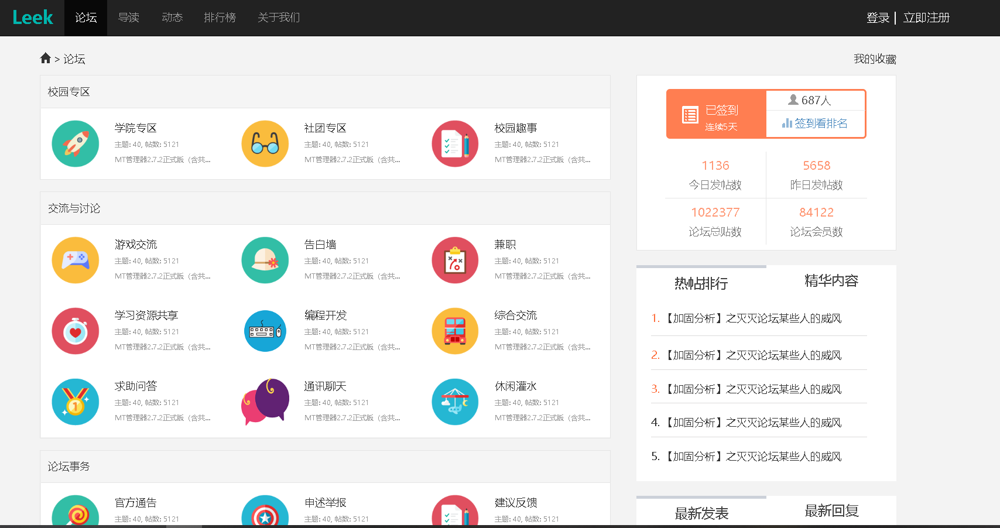 Leek 论坛 导读 动态 排行榜 关于我们 登录 | 立即注册
> 论坛
我的收藏
校园专区
学院专区
主题: 40, 帖数: 5121
MT管理器2.7.2正式版（含共...
社团专区
主题: 40, 帖数: 5121
MT管理器2.7.2正式版（含共...
校园趣事
主题: 40, 帖数: 5121
MT管理器2.7.2正式版（含共...
交流与讨论
游戏交流
主题: 40, 帖数: 5121
MT管理器2.7.2正式版（含共...
告白墙
主题: 40, 帖数: 5121
MT管理器2.7.2正式版（含共...
兼职
主题: 40, 帖数: 5121
MT管理器2.7.2正式版（含共...
学习资源共享
主题: 40, 帖数: 5121
MT管理器2.7.2正式版（含共...
编程开发
主题: 40, 帖数: 5121
MT管理器2.7.2正式版（含共...
综合交流
主题: 40, 帖数: 5121
MT管理器2.7.2正式版（含共...
求助问答
主题: 40, 帖数: 5121
MT管理器2.7.2正式版（含共...
通讯聊天
主题: 40, 帖数: 5121
MT管理器2.7.2正式版（含共...
休闲灌水
主题: 40, 帖数: 5121
MT管理器2.7.2正式版（含共...
论坛事务
官方通告
主题: 40, 帖数: 5121
申述举报
主题: 40, 帖数: 5121
建议反馈
主题: 40, 帖数: 5121
已签到
连续5天
687人
签到看排名
1136
今日发帖数
5658
昨日发帖数
1022377
论坛总贴数
84122
论坛会员数
热帖排行
精华内容
1.【加固分析】之灭灭论坛某些人的威风
2.【加固分析】之灭灭论坛某些人的威风
3.【加固分析】之灭灭论坛某些人的威风
4.【加固分析】之灭灭论坛某些人的威风
5.【加固分析】之灭灭论坛某些人的威风
最新发表
最新回复